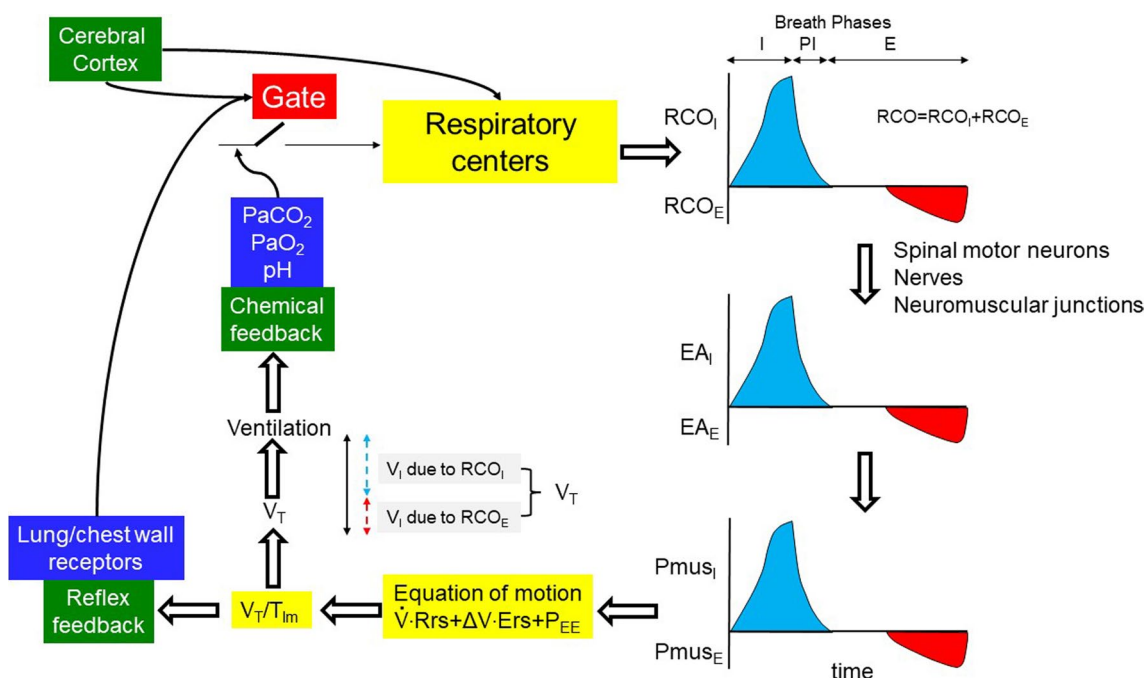 Cerebral
Cortex
Gate
Respiratory
centers
Breath Phases
I PI E
RCO_I
RCO=RCO_I+RCO_E
RCO_E
PaCO₂
PaO₂
pH
Chemical
feedback
Spinal motor neurons
Nerves
Neuromuscular junctions
EA_I
EA_E
Ventilation
V_I due to RCO_I
V_T
V_I due to RCO_E
V_T
Lung/chest wall
receptors
Reflex
feedback
V_T/T_Im
Equation of motion
V̇·Rrs+ΔV·Ers+P_EE
Pmus_I
Pmus_E
time